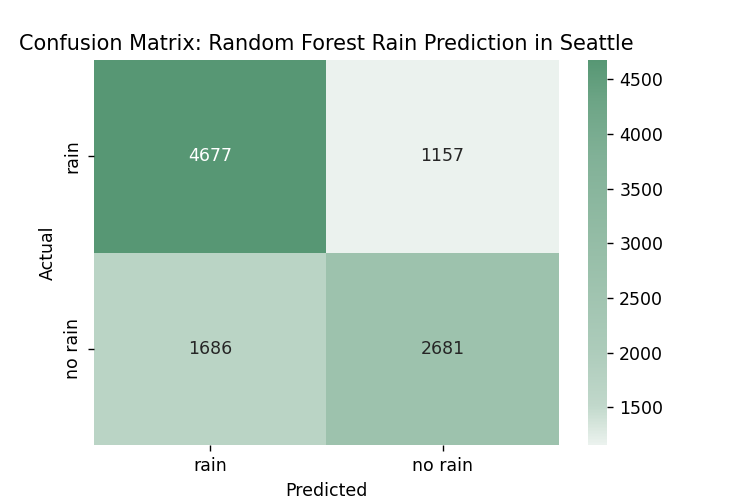 Confusion Matrix: Random Forest Rain Prediction in Seattle
4677 1157
1686 2681
rain
no rain
Actual
rain no rain
Predicted
4500
4000
3500
3000
2500
2000
1500